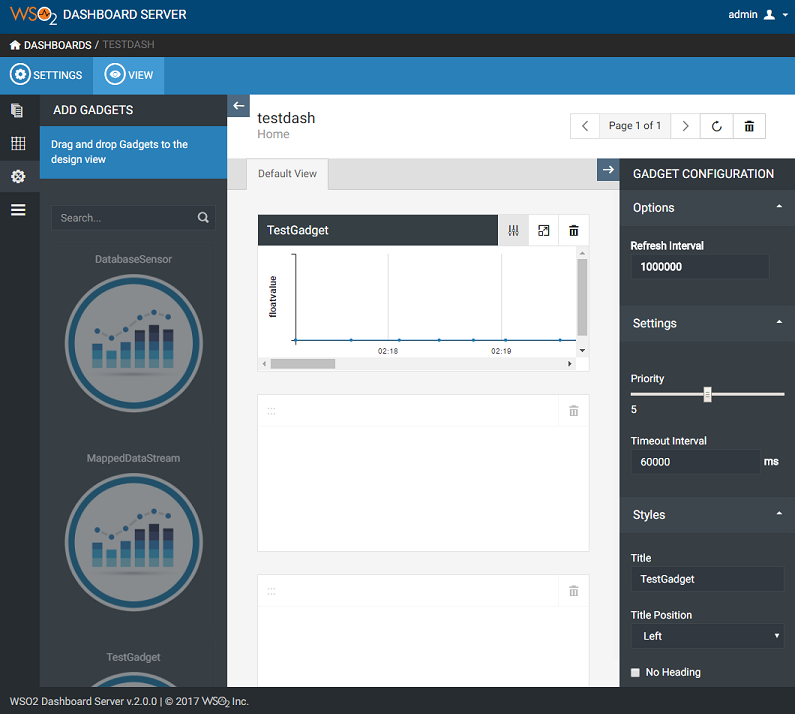 WSO2 DASHBOARD SERVER
admin
DASHBOARDS / TESTDASH
SETTINGS
VIEW
ADD GADGETS
Drag and drop Gadgets to the
design view
Search...
DatabaseSensor
MappedDataStream
TestGadget
testdash
Home
Page 1 of 1
Default View
TestGadget
floatvalue
02:18
02:19
GADGET CONFIGURATION
Options
Refresh Interval
1000000
Settings
Priority
5
Timeout Interval
60000 ms
Styles
Title
TestGadget
Title Position
Left
No Heading
WSO2 Dashboard Server v.2.0.0 | © 2017 WSO2 Inc.